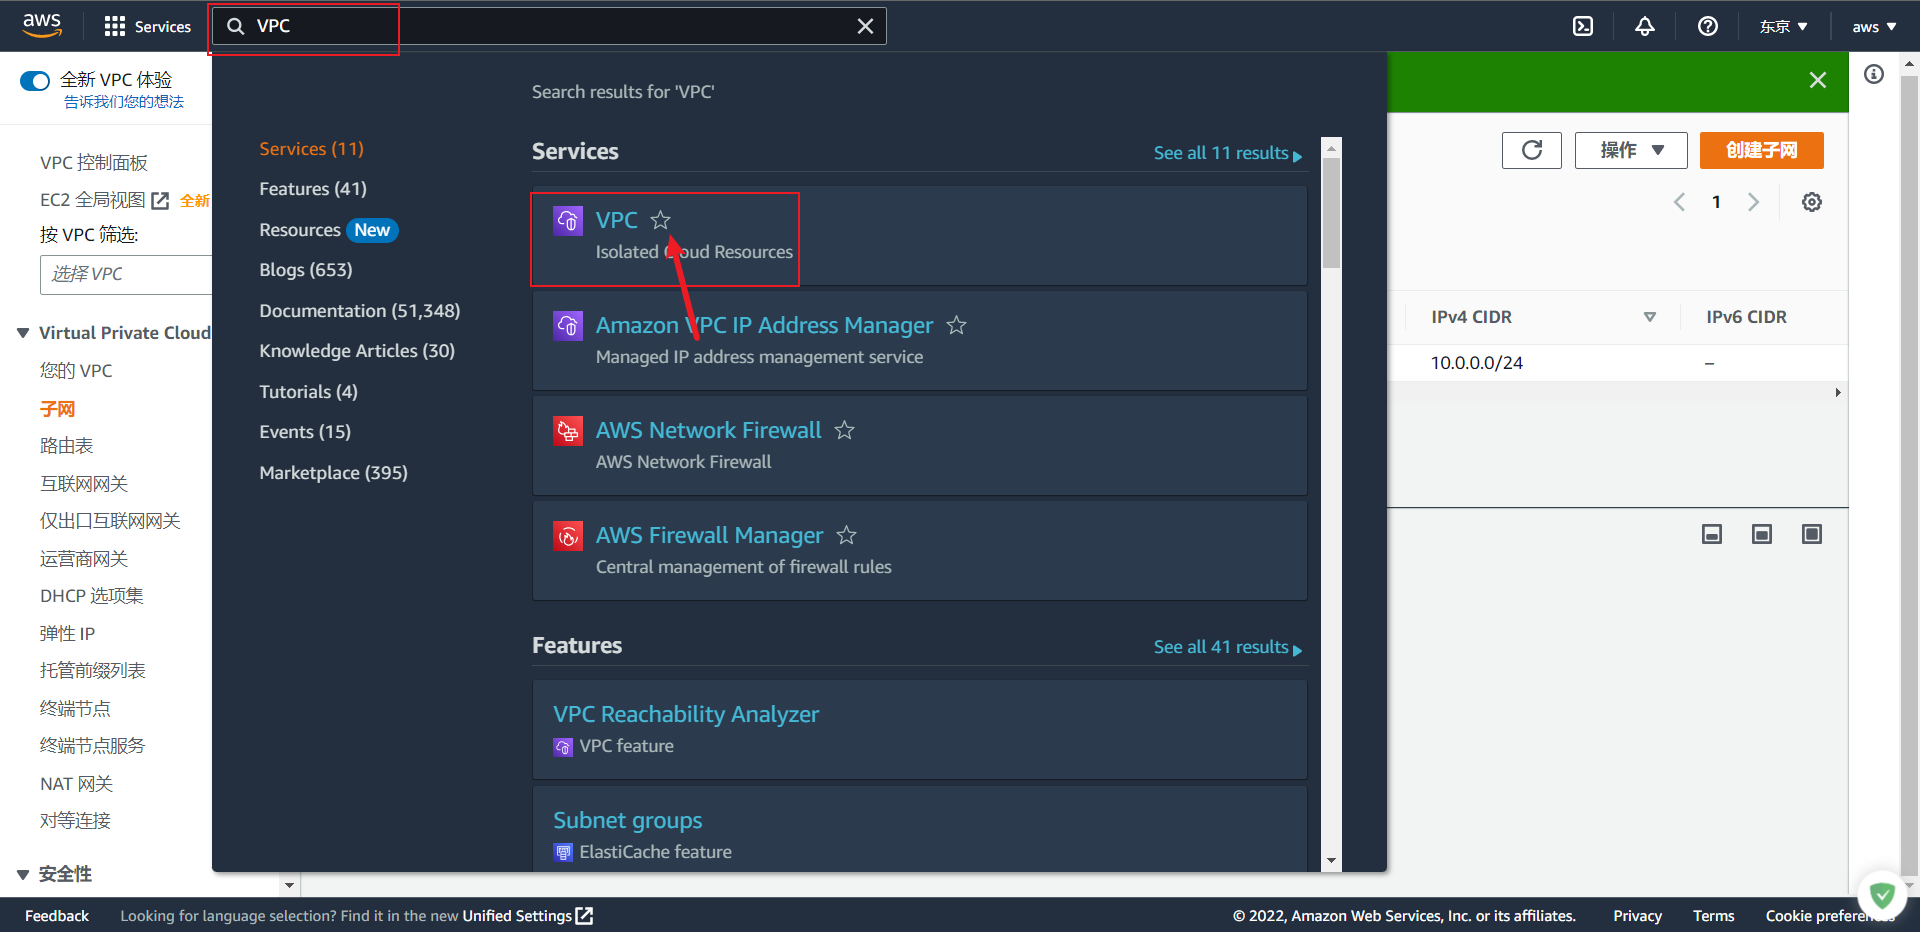 aws
Services
VPC
东京
aws
全新 VPC 体验
告诉我们您的想法
VPC 控制面板
EC2 全局视图 全新
按 VPC 筛选:
选择 VPC
Virtual Private Cloud
您的 VPC
子网
路由表
互联网网关
仅出口互联网网关
运营商网关
DHCP 选项集
弹性 IP
托管前缀列表
终端节点
终端节点服务
NAT 网关
对等连接
安全性
Search results for 'VPC'
Services (11)
Features (41)
Resources New
Blogs (653)
Documentation (51,348)
Knowledge Articles (30)
Tutorials (4)
Events (15)
Marketplace (395)
Services
See all 11 results
VPC
Isolated Cloud Resources
Amazon VPC IP Address Manager
Managed IP address management service
AWS Network Firewall
AWS Network Firewall
AWS Firewall Manager
Central management of firewall rules
Features
See all 41 results
VPC Reachability Analyzer
VPC feature
Subnet groups
ElastiCache feature
操作
创建子网
1
IPv4 CIDR
IPv6 CIDR
10.0.0.0/24
–
Feedback
Looking for language selection? Find it in the new Unified Settings
© 2022, Amazon Web Services, Inc. or its affiliates.
Privacy
Terms
Cookie preferences